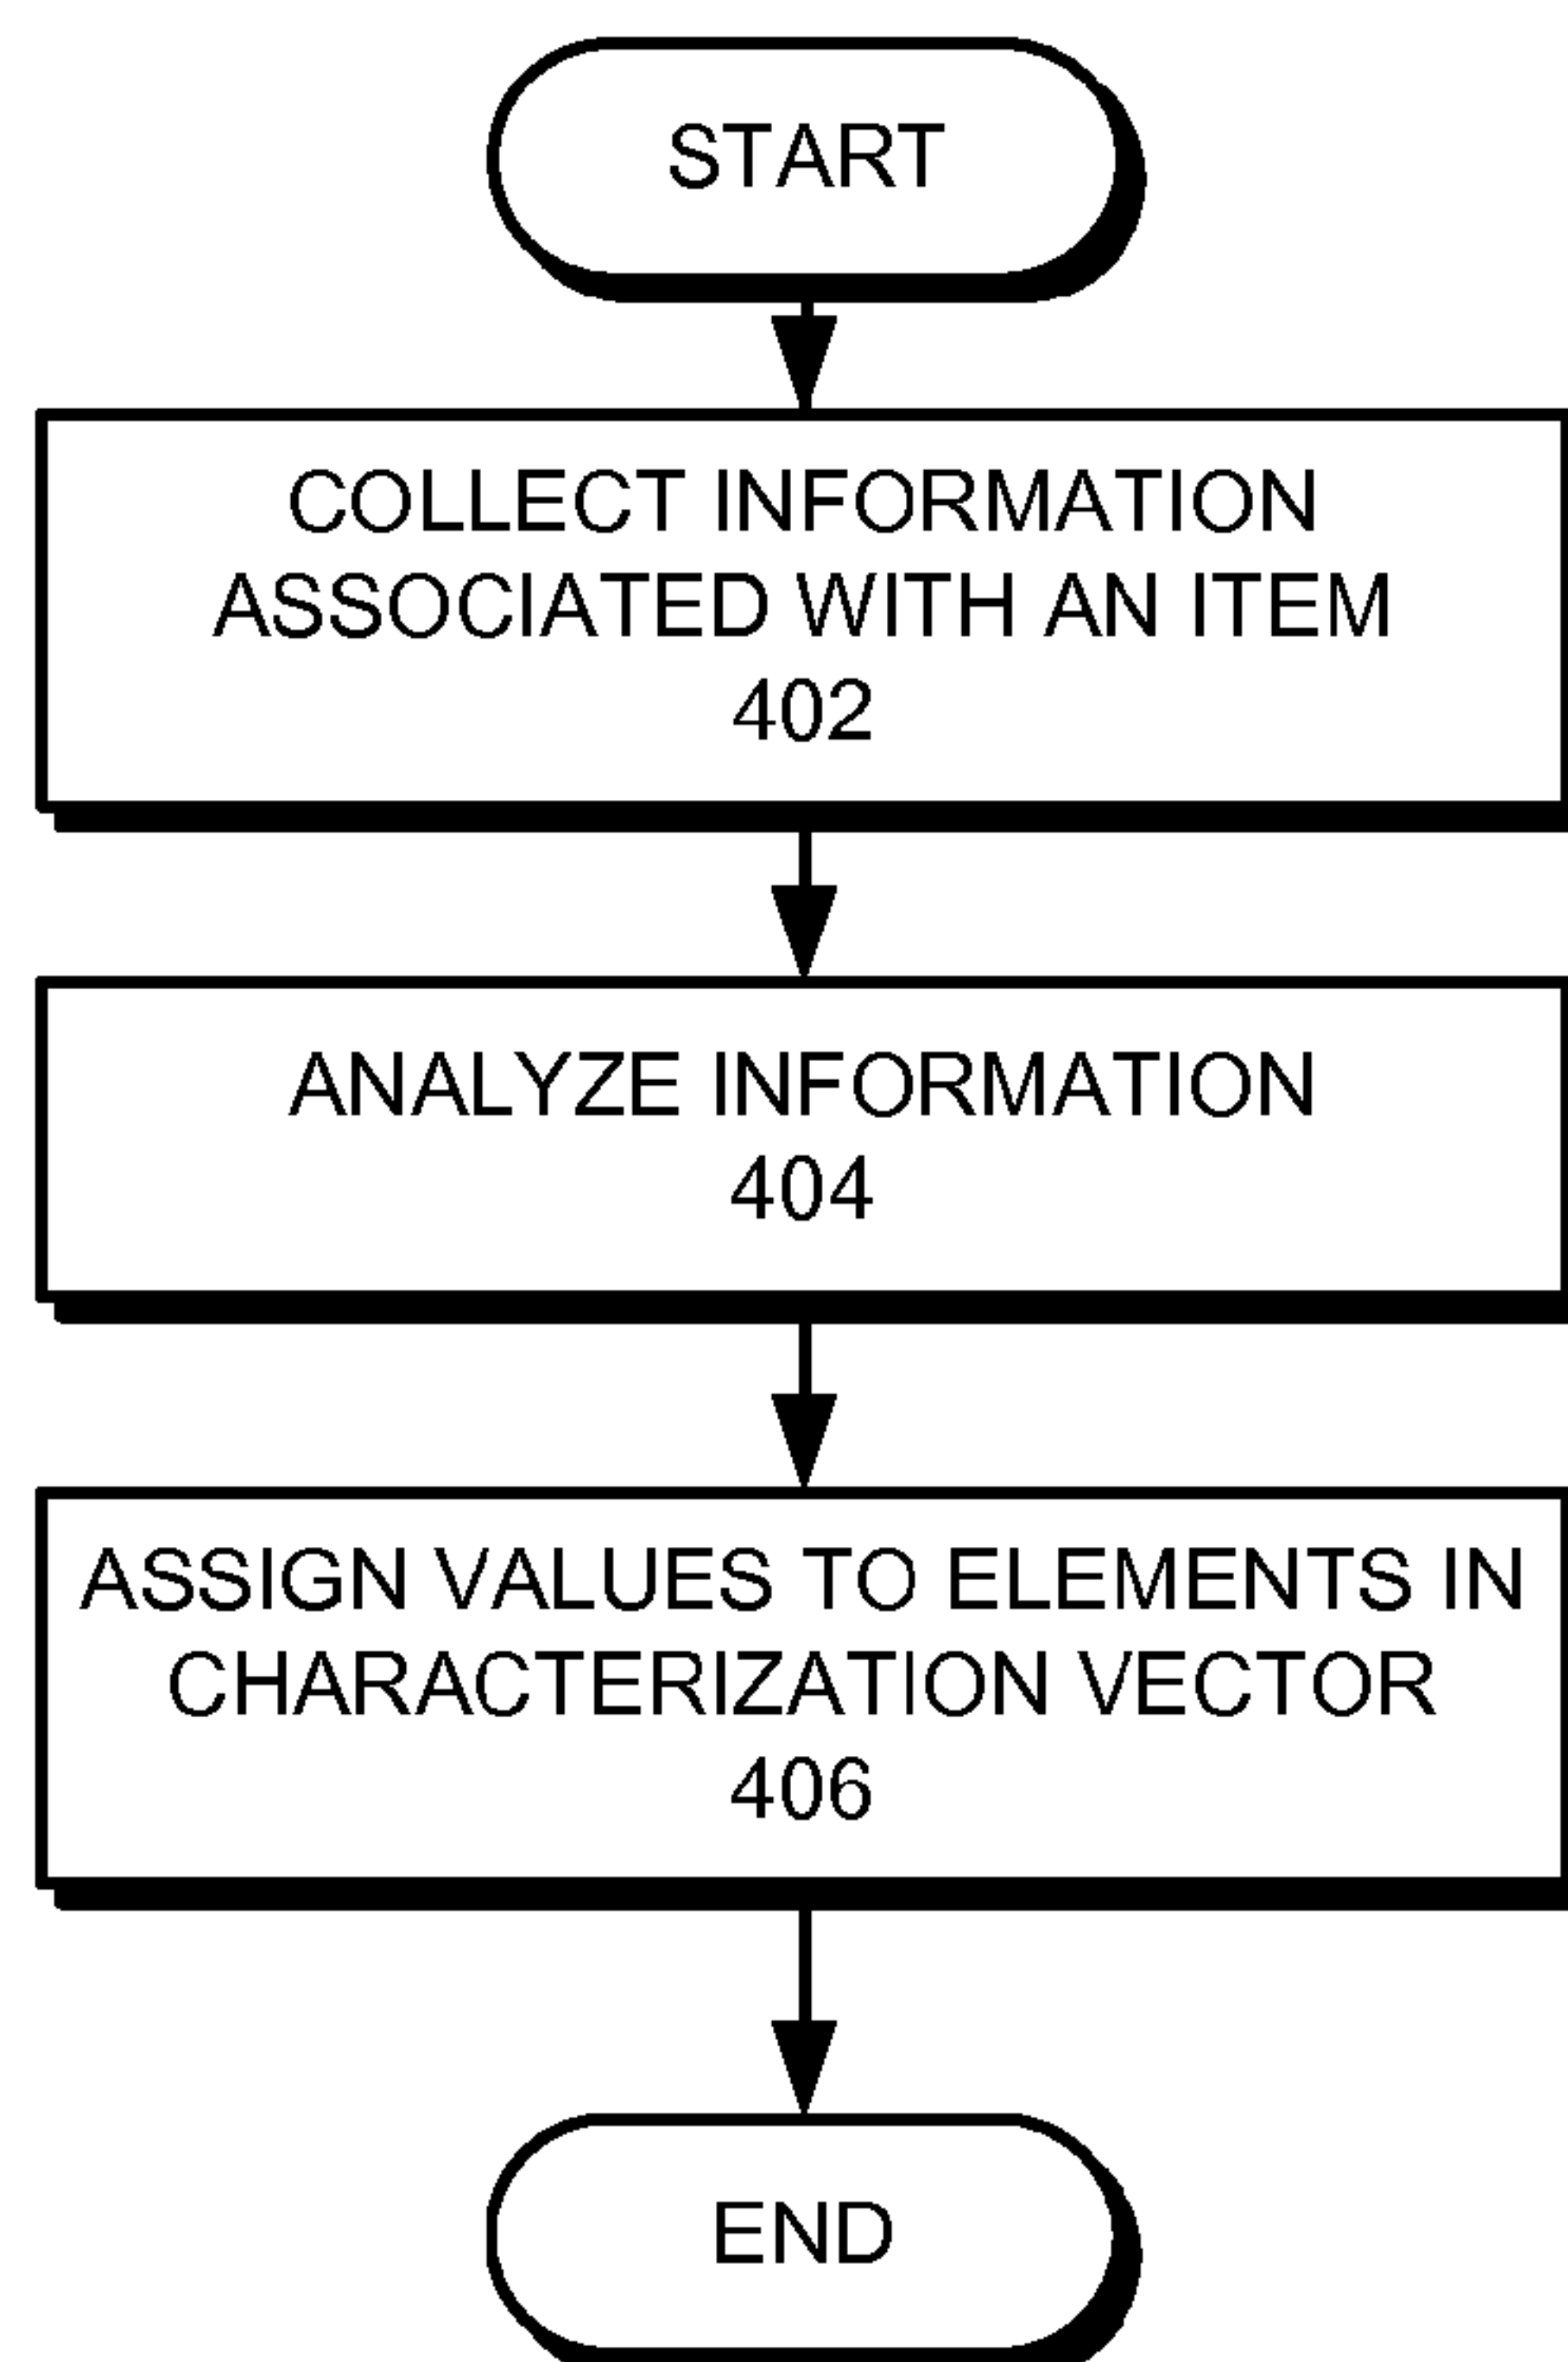 START
COLLECT INFORMATION
ASSOCIATED WITH AN ITEM
402
ANALYZE INFORMATION
404
ASSIGN VALUES TO ELEMENTS IN
CHARACTERIZATION VECTOR
406
END